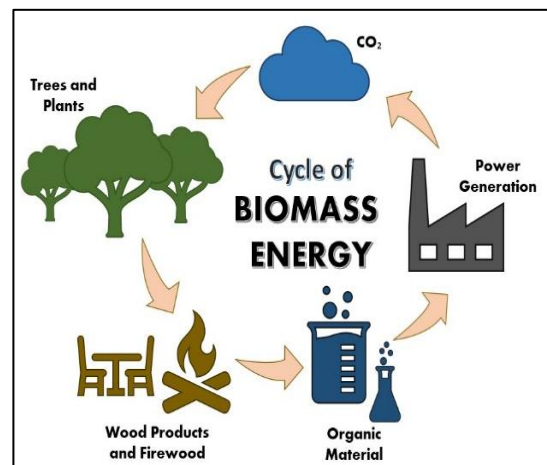 CO₂
Trees and
Plants
Cycle of
BIOMASS
ENERGY
Power
Generation
Wood Products
and Firewood
Organic
Material